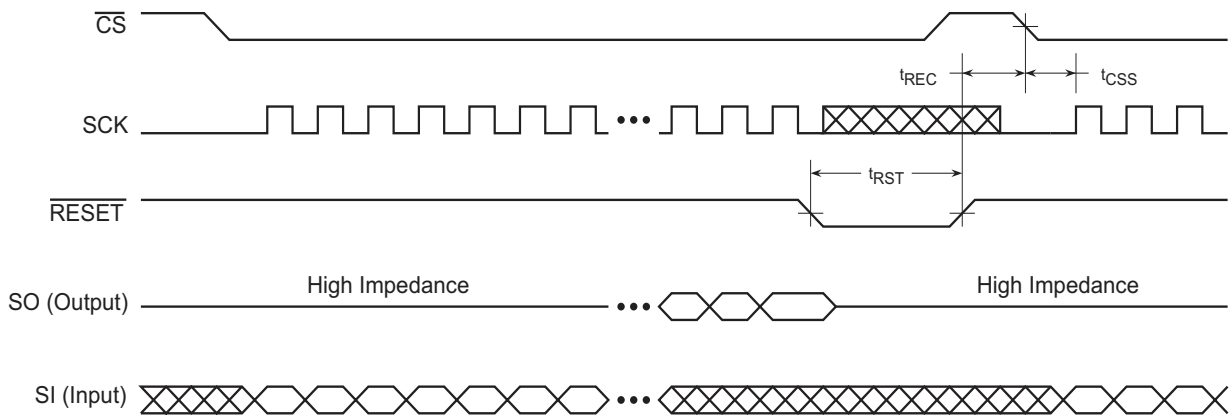 CS
tREC
tCSS
SCK
•••
tRST
RESET
High Impedance
High Impedance
SO (Output)
•••
SI (Input)
•••